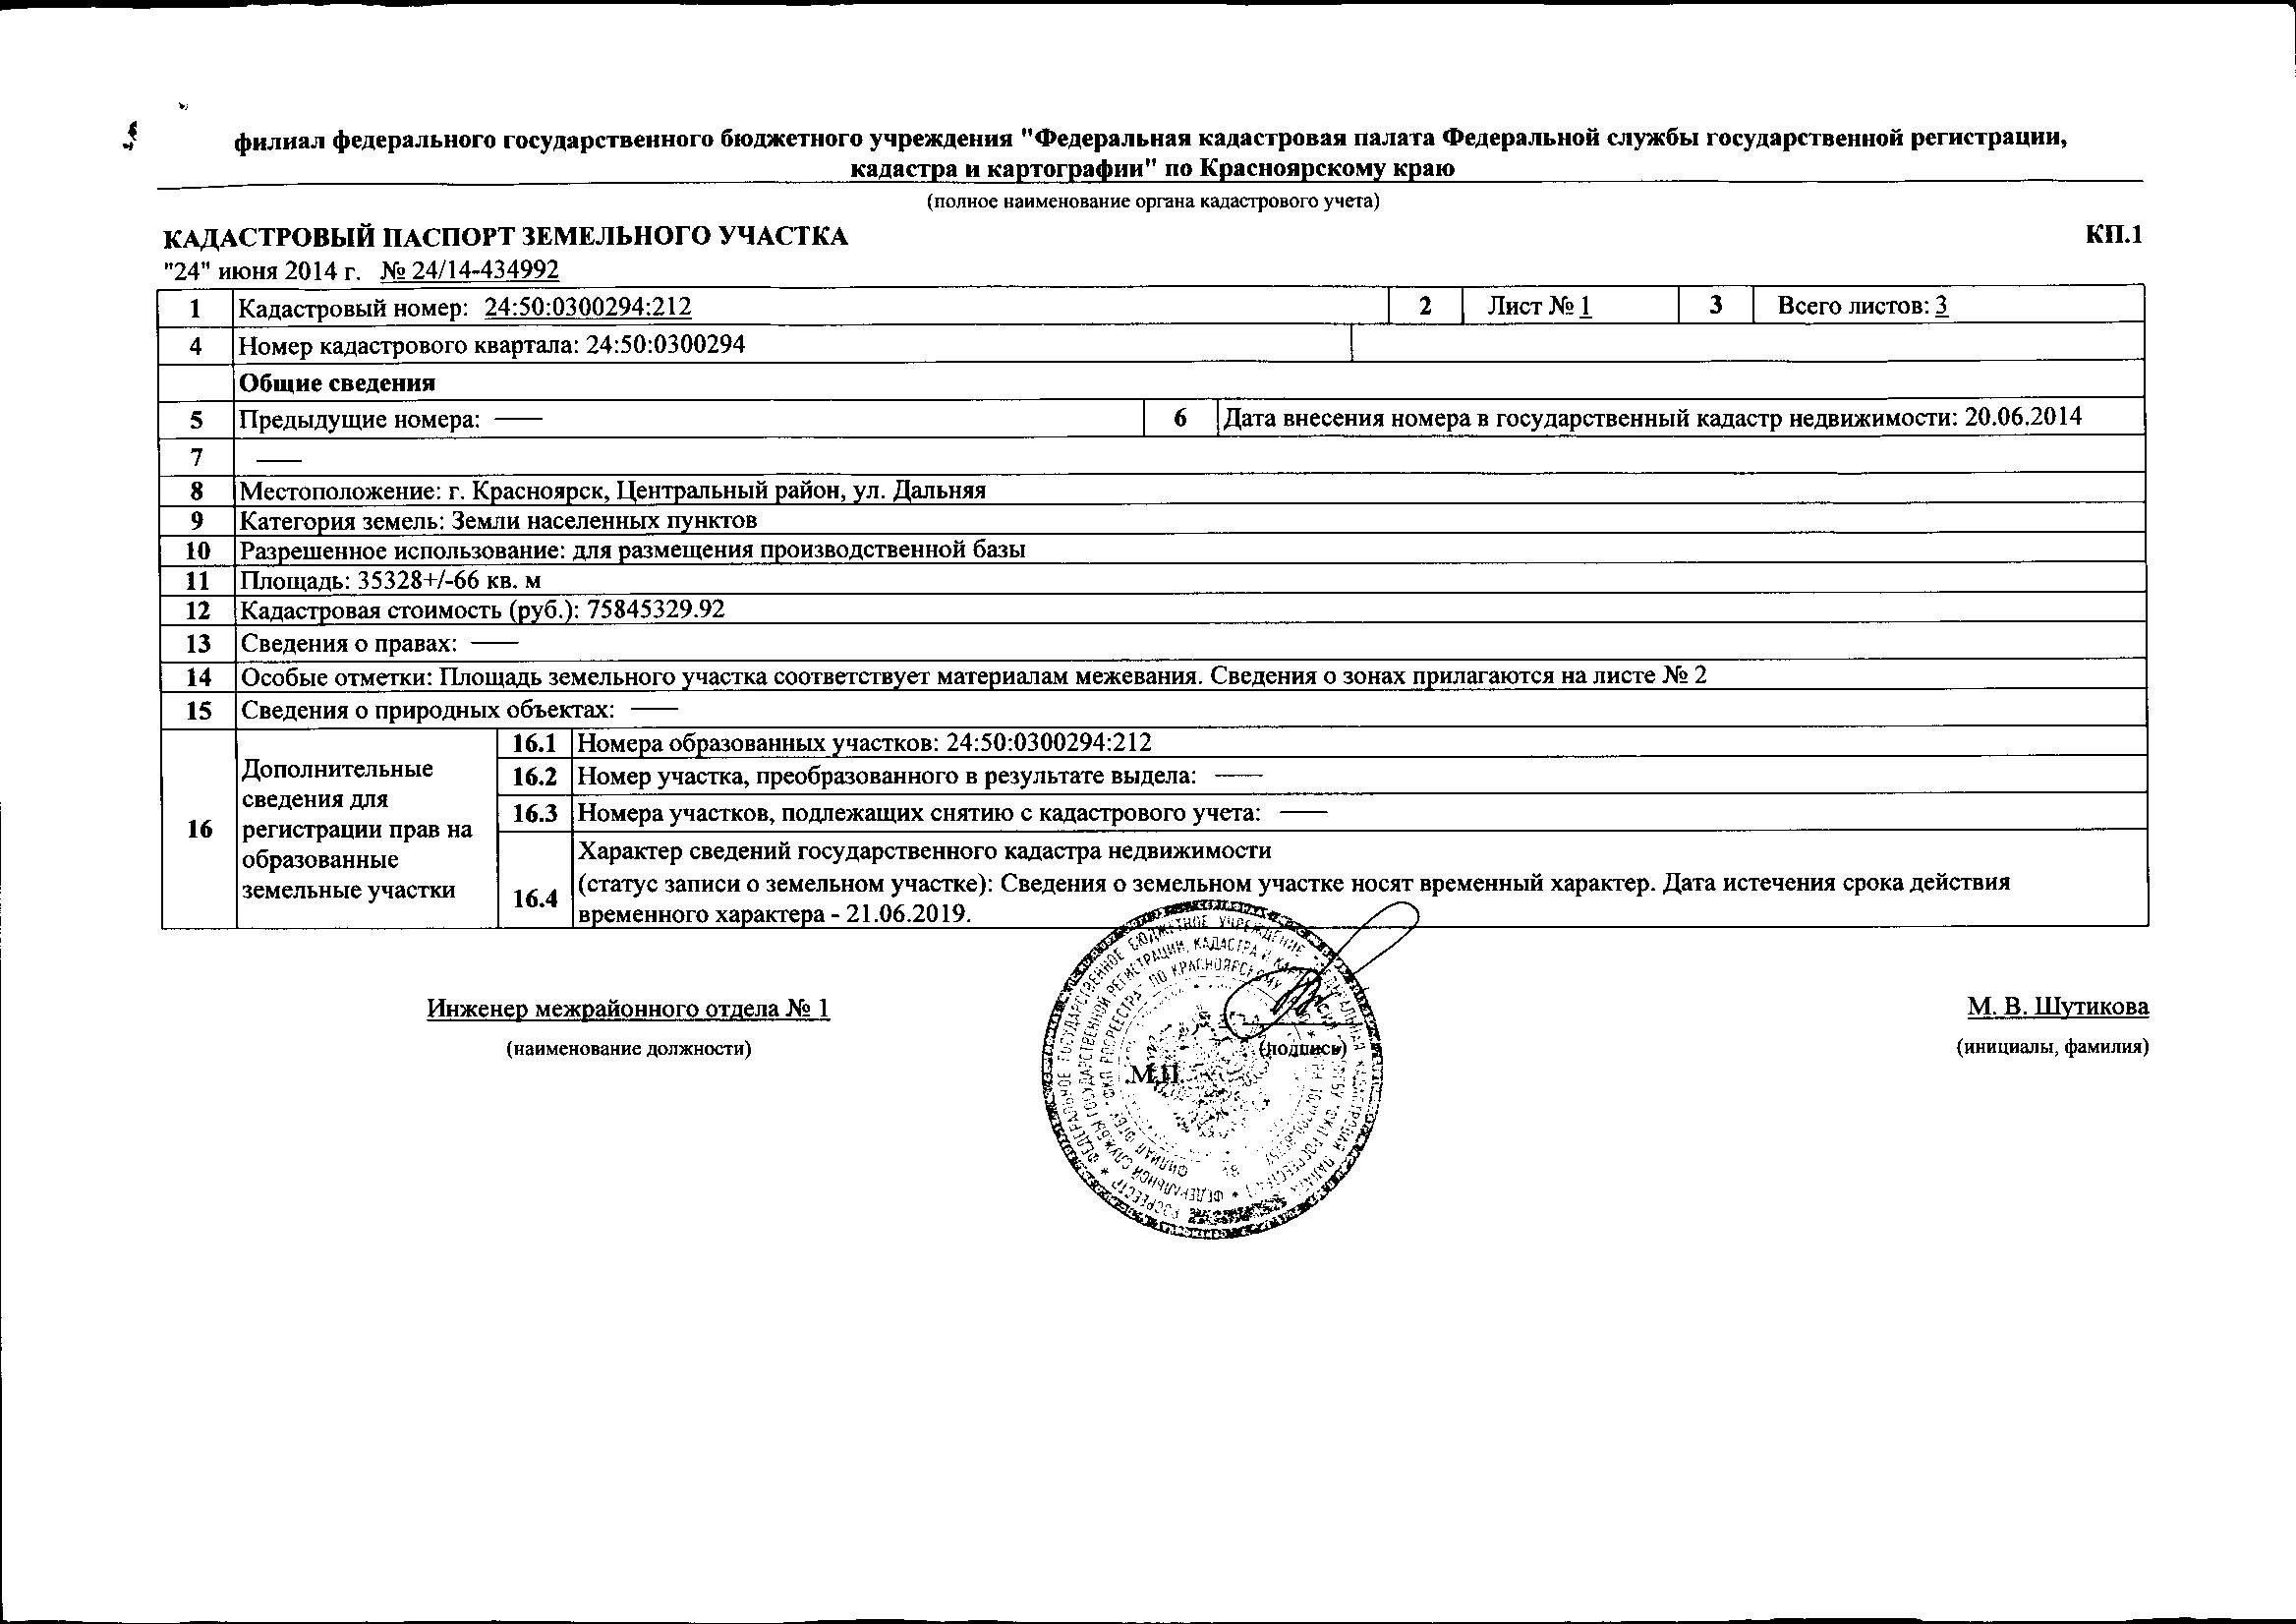 филиал федерального государственного бюджетного учреждения "Федеральная кадастровая палата Федеральной службы государственной регистрации,
кадастра и картографии" по Красноярскому краю
(полное наименование органа кадастрового учета)
КАДАСТРОВЫЙ ПАСПОРТ ЗЕМЕЛЬНОГО УЧАСТКА КП.1
"24" июня 2014 г. № 24/14-434992
1 Кадастровый номер: 24:50:0300294:212 2 Лист № 1 3 Всего листов: 3
4 Номер кадастрового квартала: 24:50:0300294
Общие сведения
5 Предыдущие номера: —— 6 Дата внесения номера в государственный кадастр недвижимости: 20.06.2014
7 ——
8 Местоположение: г. Красноярск, Центральный район, ул. Дальняя
9 Категория земель: Земли населенных пунктов
10 Разрешенное использование: для размещения производственной базы
11 Площадь: 35328+/-66 кв. м
12 Кадастровая стоимость (руб.): 75845329.92
13 Сведения о правах: ——
14 Особые отметки: Площадь земельного участка соответствует материалам межевания. Сведения о зонах прилагаются на листе № 2
15 Сведения о природных объектах: ——
16 Дополнительные
сведения для
регистрации прав на
образованные
земельные участки
16.1 Номера образованных участков: 24:50:0300294:212
16.2 Номер участка, преобразованного в результате выдела: ——
16.3 Номера участков, подлежащих снятию с кадастрового учета: ——
16.4 Характер сведений государственного кадастра недвижимости
(статус записи о земельном участке): Сведения о земельном участке носят временный характер. Дата истечения срока действия
временного характера - 21.06.2019.
Инженер межрайонного отдела № 1 М. В. Шутикова
(наименование должности) (подпись) (инициалы, фамилия)
М.П.